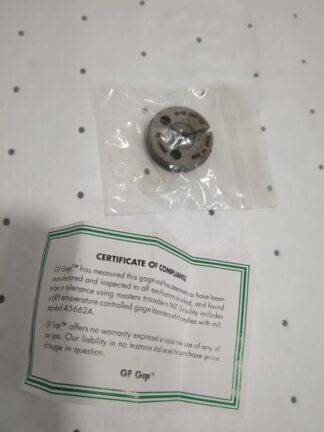 CERTIFICATE OF COMPLIANCE
GF Gage™ has measured this gage and has determined to have been
manufactured and inspected to all specifications as ordered, and found
to be in tolerance using masters traceable to NIST. Our facility includes
a 68°F temperature controlled gage laboratory which complies with mil.
standard 45662A.
GF Gage™ offers no warranty expressed or implied in the use of any of
our gages. Our liability in no instance shall exceed the purchase price
of the gage in question.
GF Gage™